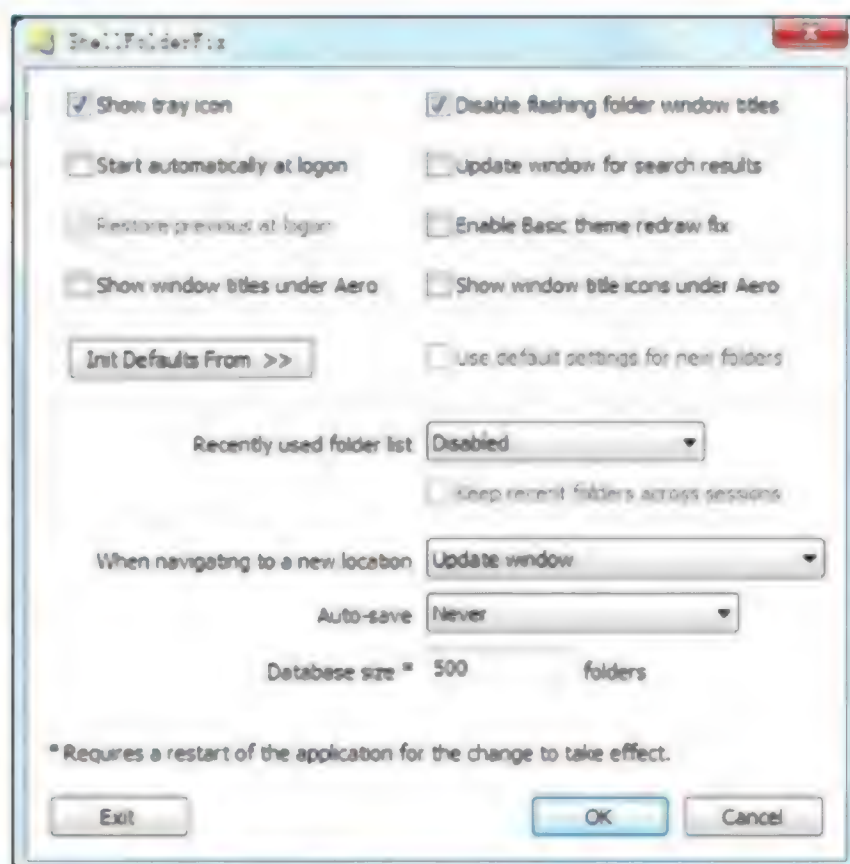 ShellFolderFix
Show tray icon
Disable flashing folder window titles
Start automatically at logon
Update window for search results
Restore previous at logon
Enable Basic theme redraw fix
Show window titles under Aero
Show window title icons under Aero
Init Defaults From >>
Use default settings for new folders
Recently used folder list Disabled
Keep recent folders across sessions
When navigating to a new location Update window
Auto-save Never
Database size * 500 folders
* Requires a restart of the application for the change to take effect.
Exit
OK
Cancel